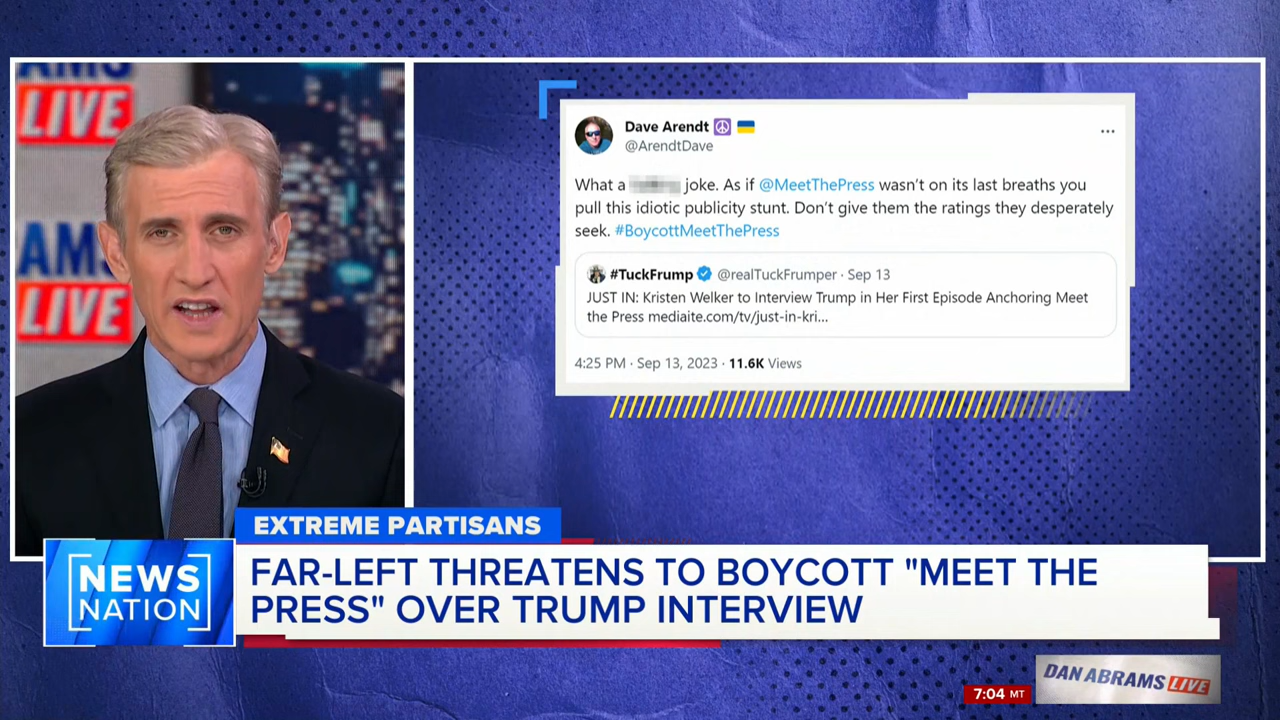 AMS
LIVE
AMS
LIVE
Dave Arendt
@ArendtDave
What a joke. As if @MeetThePress wasn't on its last breaths you
pull this idiotic publicity stunt. Don't give them the ratings they desperately
seek. #BoycottMeetThePress
#TuckFrump @realTuckFrumper · Sep 13
JUST IN: Kristen Welker to Interview Trump in Her First Episode Anchoring Meet
the Press mediaite.com/tv/just-in-kri...
4:25 PM · Sep 13, 2023 · 11.6K Views
EXTREME PARTISANS
NEWS
NATION
FAR-LEFT THREATENS TO BOYCOTT "MEET THE
PRESS" OVER TRUMP INTERVIEW
7:04 MT
DAN ABRAMS LIVE